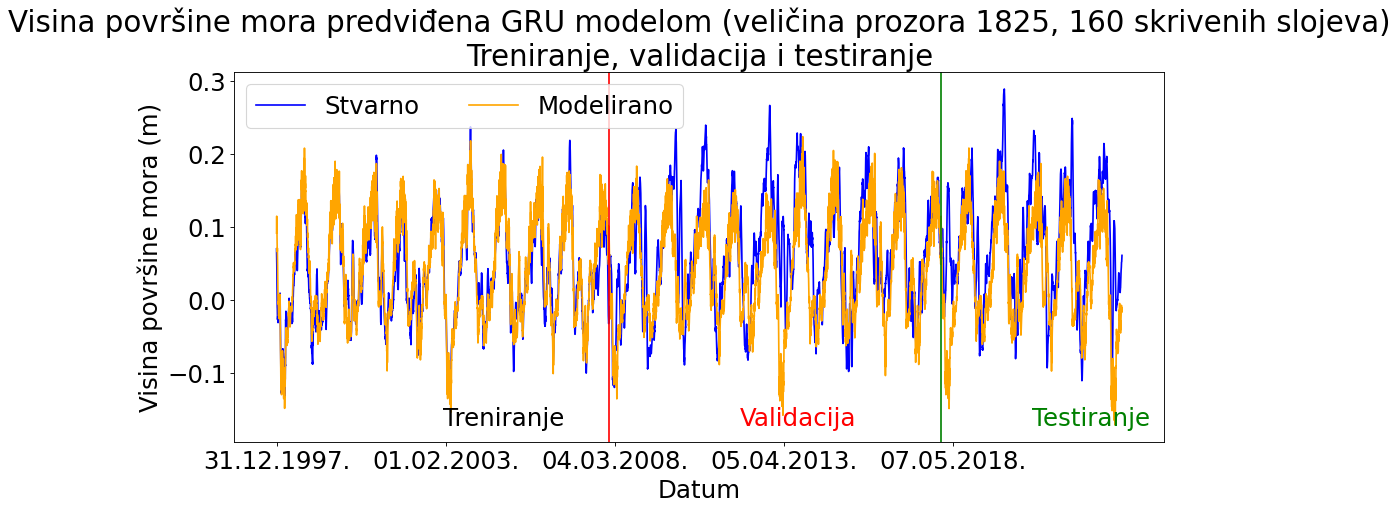 Visina površine mora predviđena GRU modelom (veličina prozora 1825, 160 skrivenih slojeva)
Treniranje, validacija i testiranje
Stvarno
Modelirano
Visina površine mora (m)
0.3
0.2
0.1
0.0
−0.1
Treniranje
Validacija
Testiranje
31.12.1997.
01.02.2003.
04.03.2008.
05.04.2013.
07.05.2018.
Datum